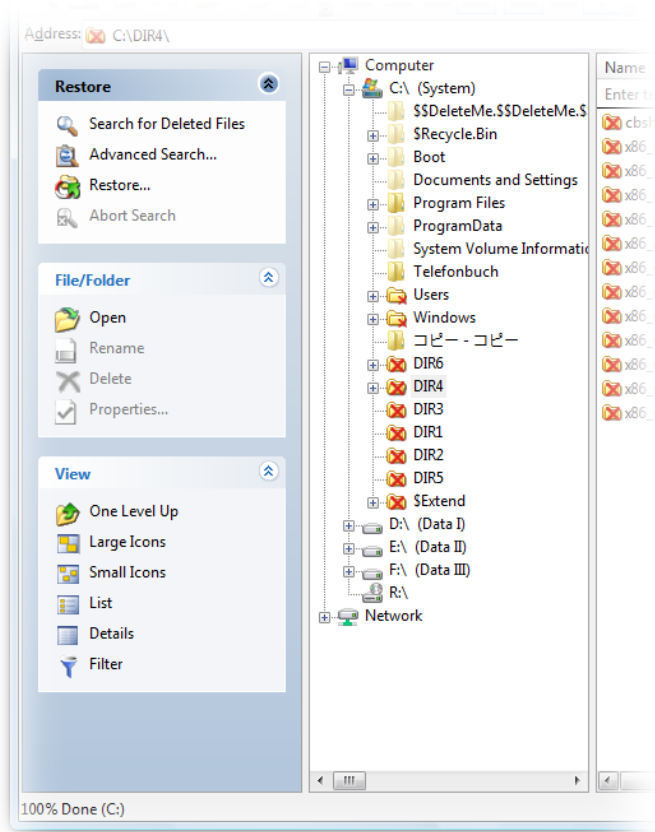 Address: C:\DIR4\
Restore
Search for Deleted Files
Advanced Search...
Restore...
Abort Search
File/Folder
Open
Rename
Delete
Properties...
View
One Level Up
Large Icons
Small Icons
List
Details
Filter
Computer
C:\ (System)
$$DeleteMe.$$DeleteMe.$
$Recycle.Bin
Boot
Documents and Settings
Program Files
ProgramData
System Volume Informatic
Telefonbuch
Users
Windows
コピー - コピー
DIR6
DIR4
DIR3
DIR1
DIR2
DIR5
$Extend
D:\ (Data I)
E:\ (Data II)
F:\ (Data III)
R:\
Network
Name
Enter te
cbsh
x86_
x86_
x86_
x86_
x86_
x86_
x86_
x86_
x86_
x86_
x86_
x86_
100% Done (C:)